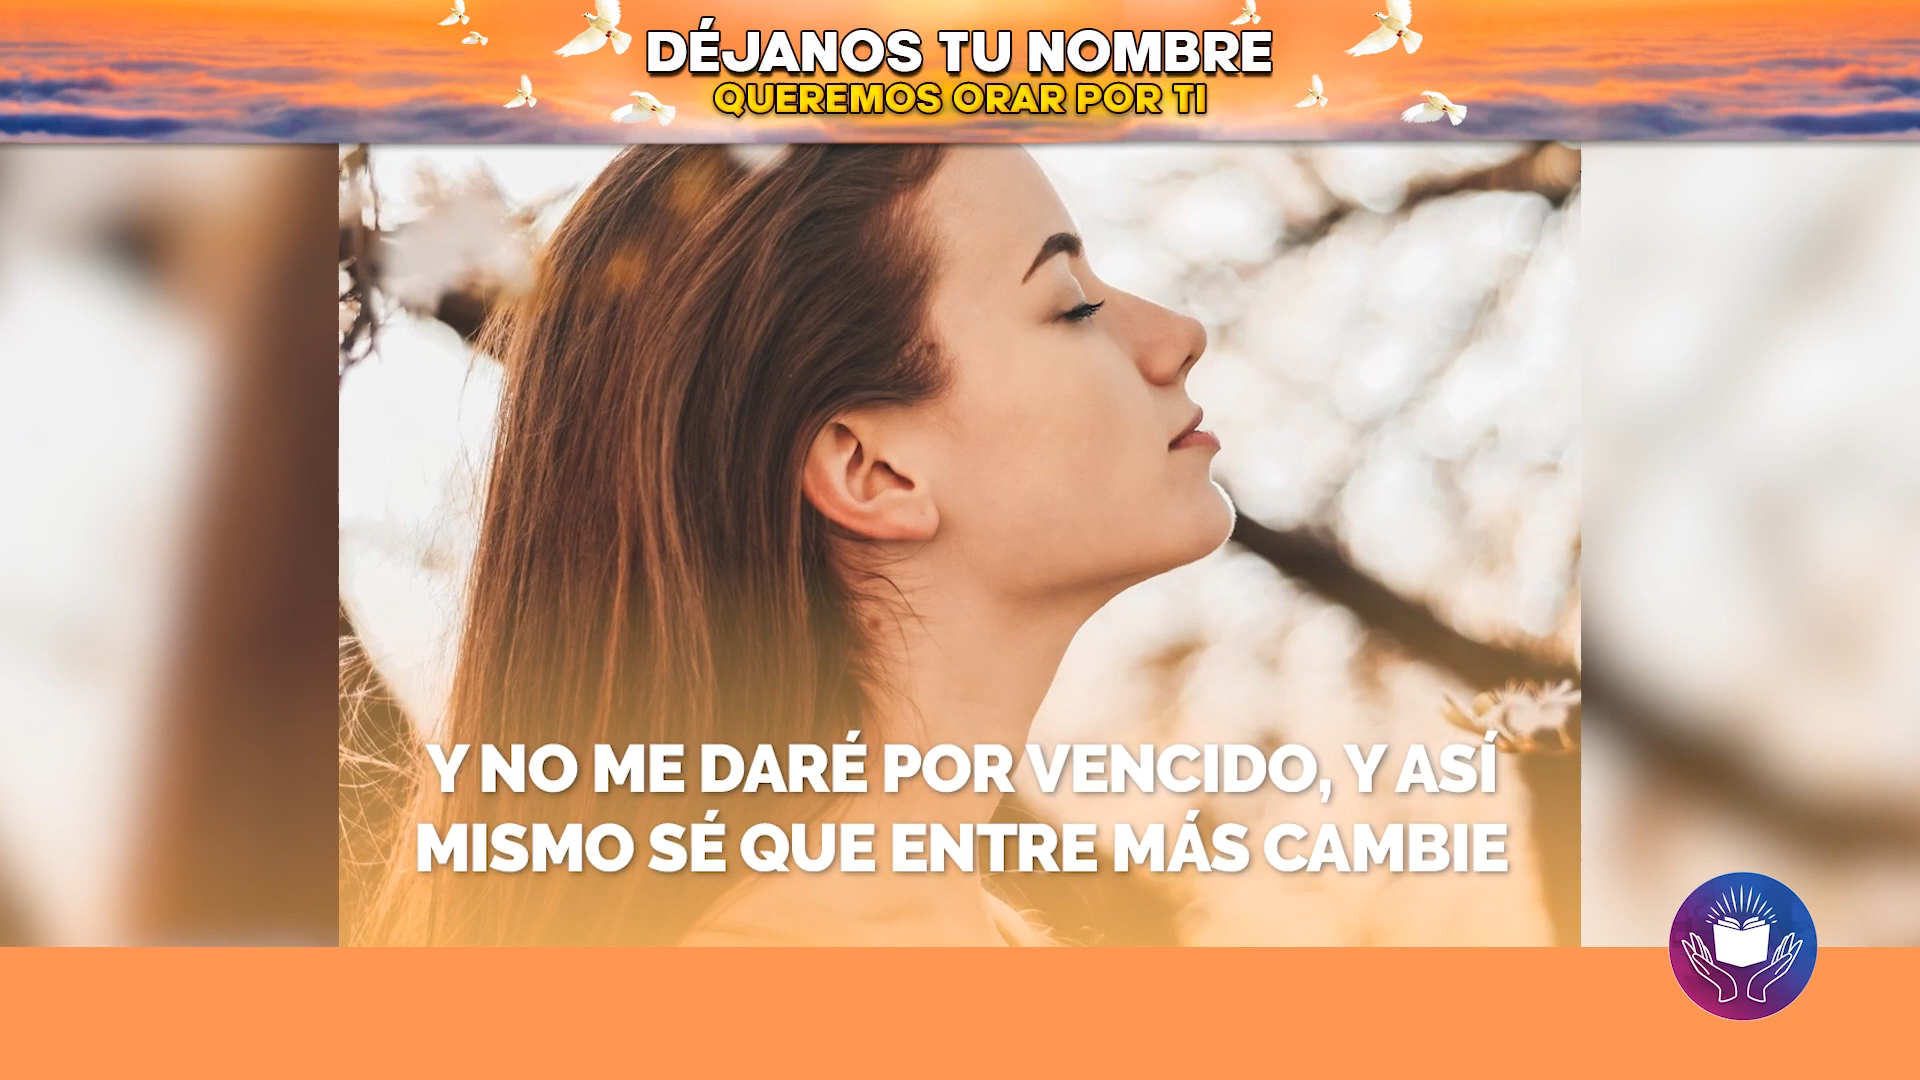 DÉJANOS TU NOMBRE
QUEREMOS ORAR POR TI
Y NO ME DARÉ POR VENCIDO, Y ASÍ
MISMO SÉ QUE ENTRE MÁS CAMBIE